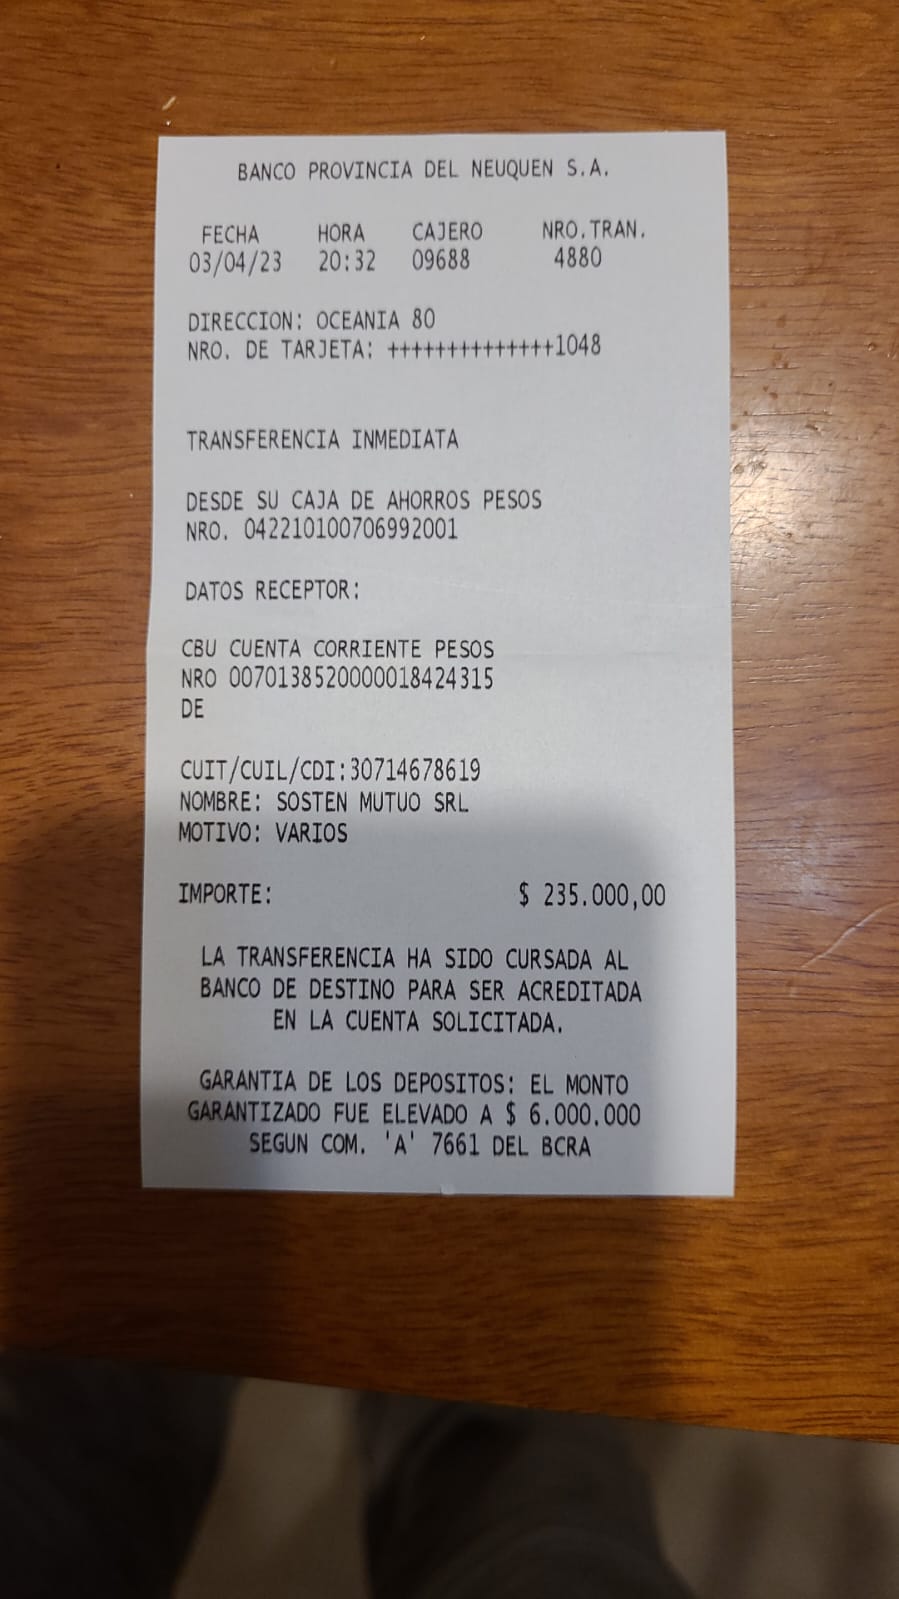 BANCO PROVINCIA DEL NEUQUEN S.A.
FECHA HORA CAJERO NRO.TRAN.
03/04/23 20:32 09688 4880
DIRECCION: OCEANIA 80
NRO. DE TARJETA: ++++++++++++++1048
TRANSFERENCIA INMEDIATA
DESDE SU CAJA DE AHORROS PESOS
NRO. 042210100706992001
DATOS RECEPTOR:
CBU CUENTA CORRIENTE PESOS
NRO 0070138520000018424315
DE
CUIT/CUIL/CDI:30714678619
NOMBRE: SOSTEN MUTUO SRL
MOTIVO: VARIOS
IMPORTE: $ 235.000,00
LA TRANSFERENCIA HA SIDO CURSADA AL
BANCO DE DESTINO PARA SER ACREDITADA
EN LA CUENTA SOLICITADA.
GARANTIA DE LOS DEPOSITOS: EL MONTO
GARANTIZADO FUE ELEVADO A $ 6.000.000
SEGUN COM. 'A' 7661 DEL BCRA